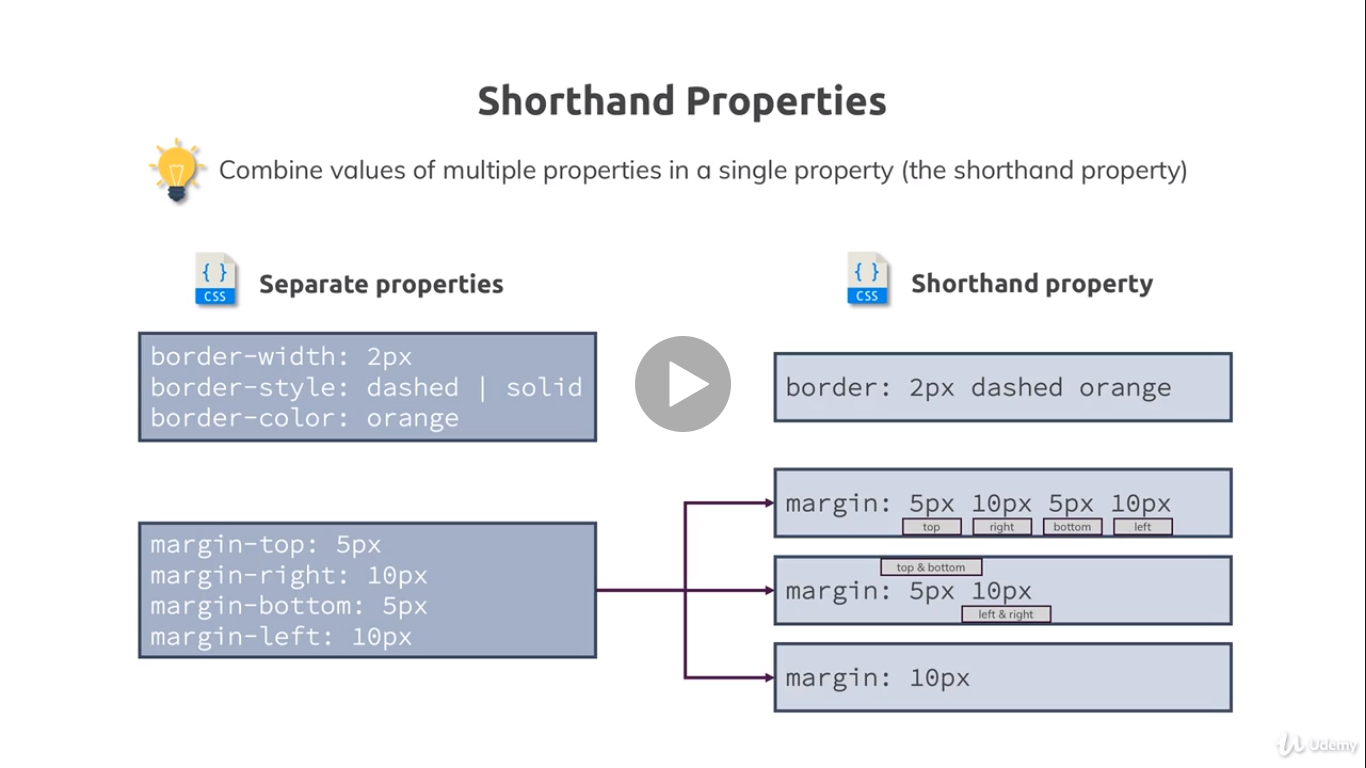 Shorthand Properties
Combine values of multiple properties in a single property (the shorthand property)
{ }
CSS
Separate properties
border-width: 2px
border-style: dashed | solid
border-color: orange
margin-top: 5px
margin-right: 10px
margin-bottom: 5px
margin-left: 10px
{ }
CSS
Shorthand property
border: 2px dashed orange
margin: 5px 10px 5px 10px
top right bottom left
top & bottom
margin: 5px 10px
left & right
margin: 10px
Udemy